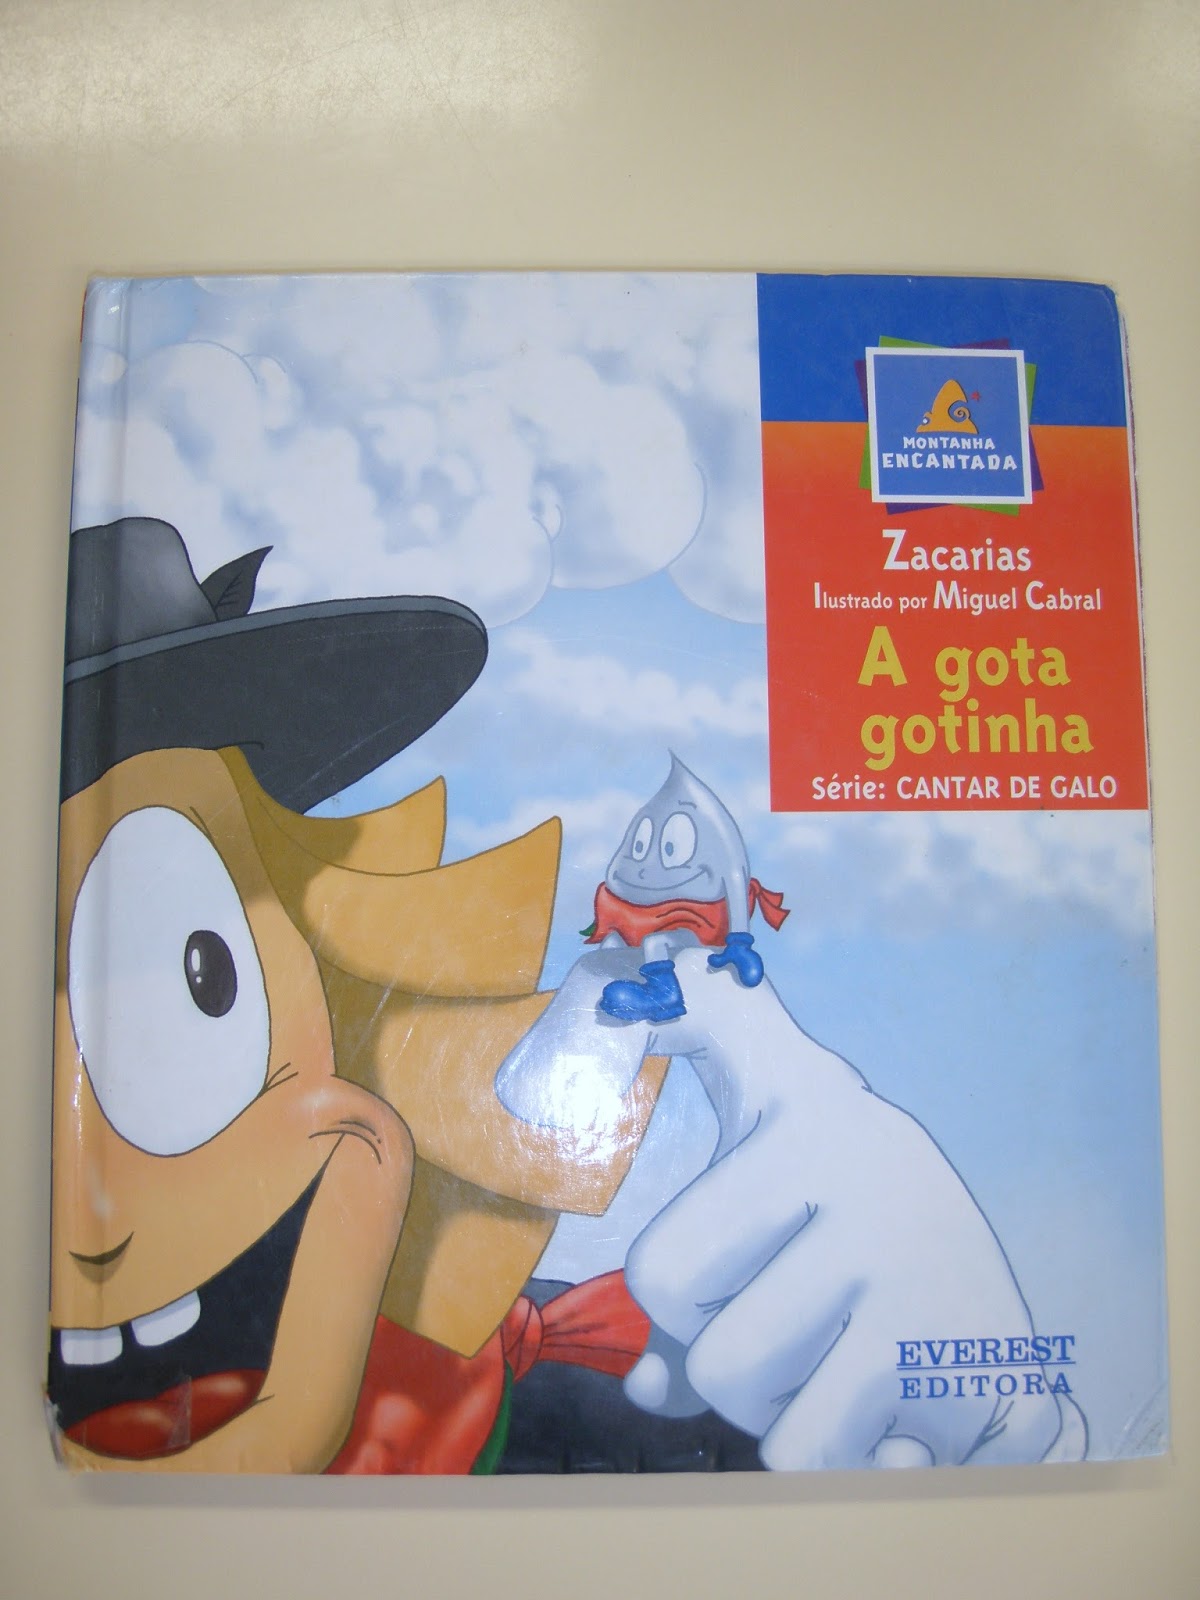 MONTANHA
ENCANTADA
Zacarias
Ilustrado por Miguel Cabral
A gota
gotinha
Série: CANTAR DE GALO
EVEREST
EDITORA